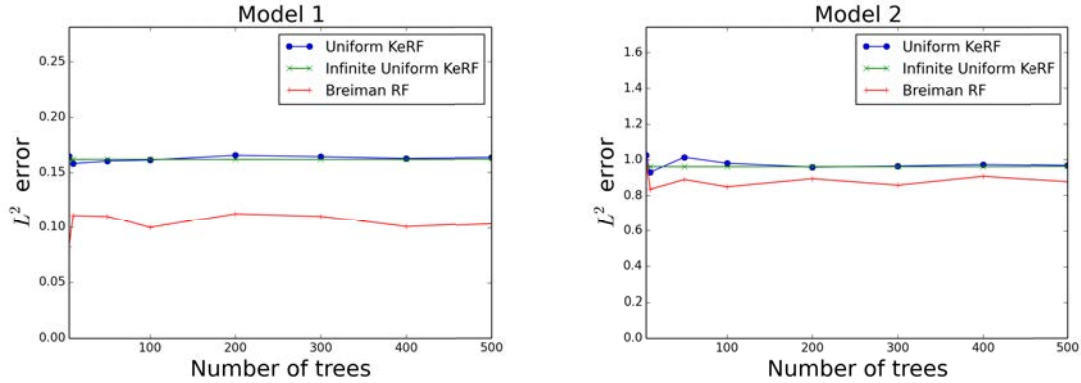 Model 1
Uniform KeRF
Infinite Uniform KeRF
Breiman RF
0.25
0.20
0.15
0.10
0.05
0.00
L² error
100 200 300 400 500
Number of trees
Model 2
Uniform KeRF
Infinite Uniform KeRF
Breiman RF
1.6
1.4
1.2
1.0
0.8
0.6
0.4
0.2
0.0
L² error
100 200 300 400 500
Number of trees